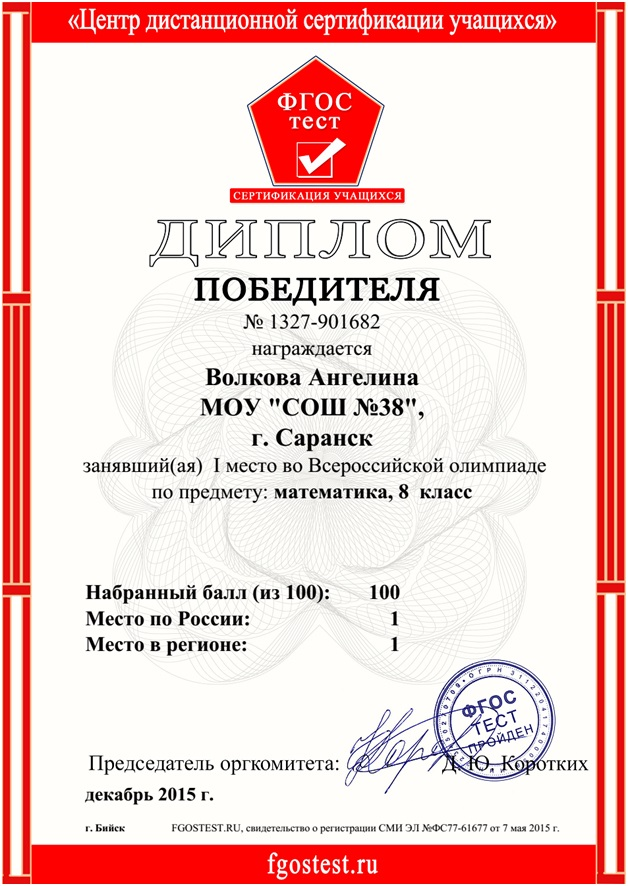 «Центр дистанционной сертификации учащихся»
ФГОС
тест
СЕРТИФИКАЦИЯ УЧАЩИХСЯ
ДИПЛОМ
ПОБЕДИТЕЛЯ
№ 1327-901682
награждается
Волкова Ангелина
МОУ "СОШ №38",
г. Саранск
занявший(ая) I место во Всероссийской олимпиаде
по предмету: математика, 8 класс
Набранный балл (из 100): 100
Место по России: 1
Место в регионе: 1
ФГОС
ТЕСТ
ПРОЙДЕН
Председатель оргкомитета: Д. Ю. Коротких
декабрь 2015 г.
г. Бийск FGOSTEST.RU, свидетельство о регистрации СМИ ЭЛ №ФС77-61677 от 7 мая 2015 г.
fgostest.ru